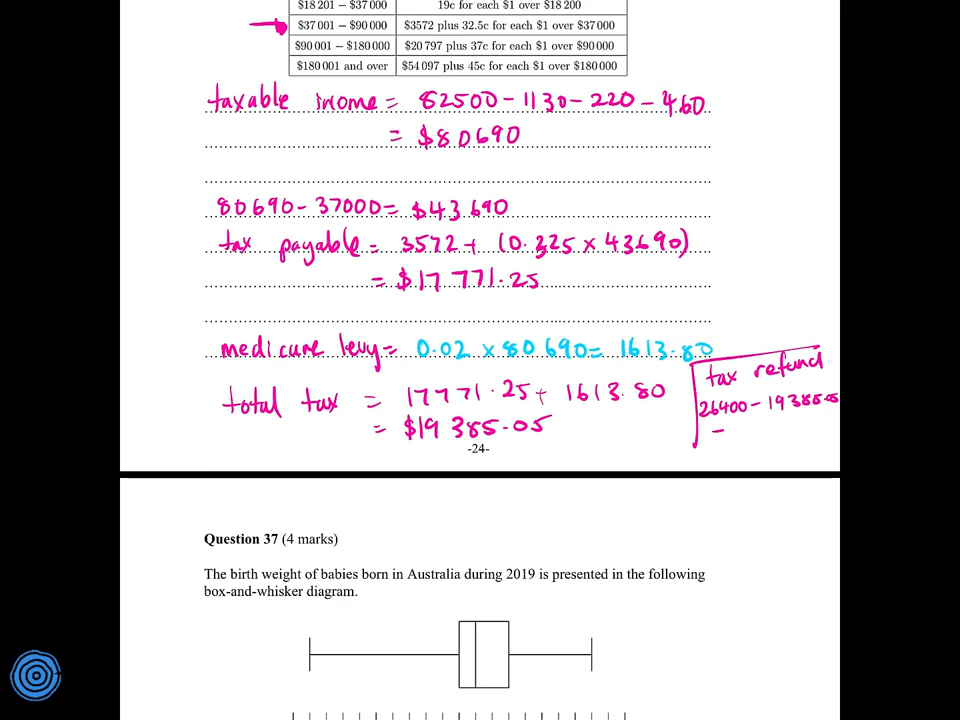 $18 201 – $37 000 19c for each $1 over $18 200
$37 001 – $90 000 $3572 plus 32.5c for each $1 over $37 000
$90 001 – $180 000 $20 797 plus 37c for each $1 over $90 000
$180 001 and over $54 097 plus 45c for each $1 over $180 000
taxable income = 82500 - 1130 - 220 - 460
= $80690
80690 - 37000 = $43690
tax payable = 3572 + (0.325 x 43690)
= $17 771.25
medicure levy = 0.02 x 80690 = 1613.80
total tax = 17771.25 + 1613.80
= $19 385.05
tax refund
26400 - 19385.05
=
-24-
Question 37 (4 marks)
The birth weight of babies born in Australia during 2019 is presented in the following
box-and-whisker diagram.